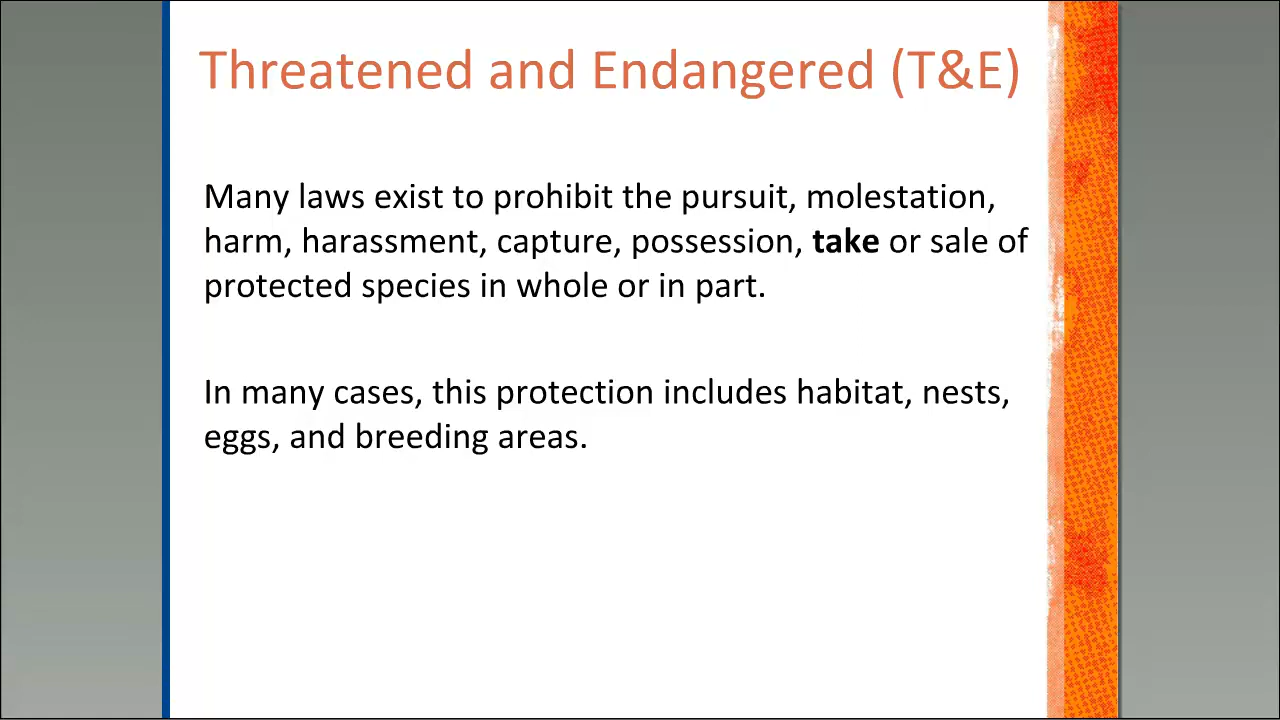 Threatened and Endangered (T&E)
Many laws exist to prohibit the pursuit, molestation,
harm, harassment, capture, possession, take or sale of
protected species in whole or in part.
In many cases, this protection includes habitat, nests,
eggs, and breeding areas.